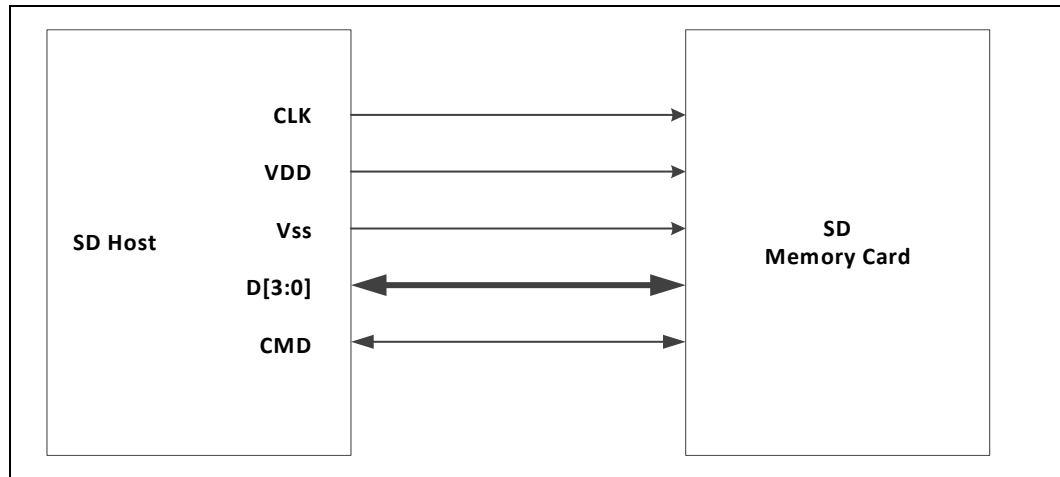 CLK
VDD
Vss
SD Host
D[3:0]
CMD
SD
Memory Card